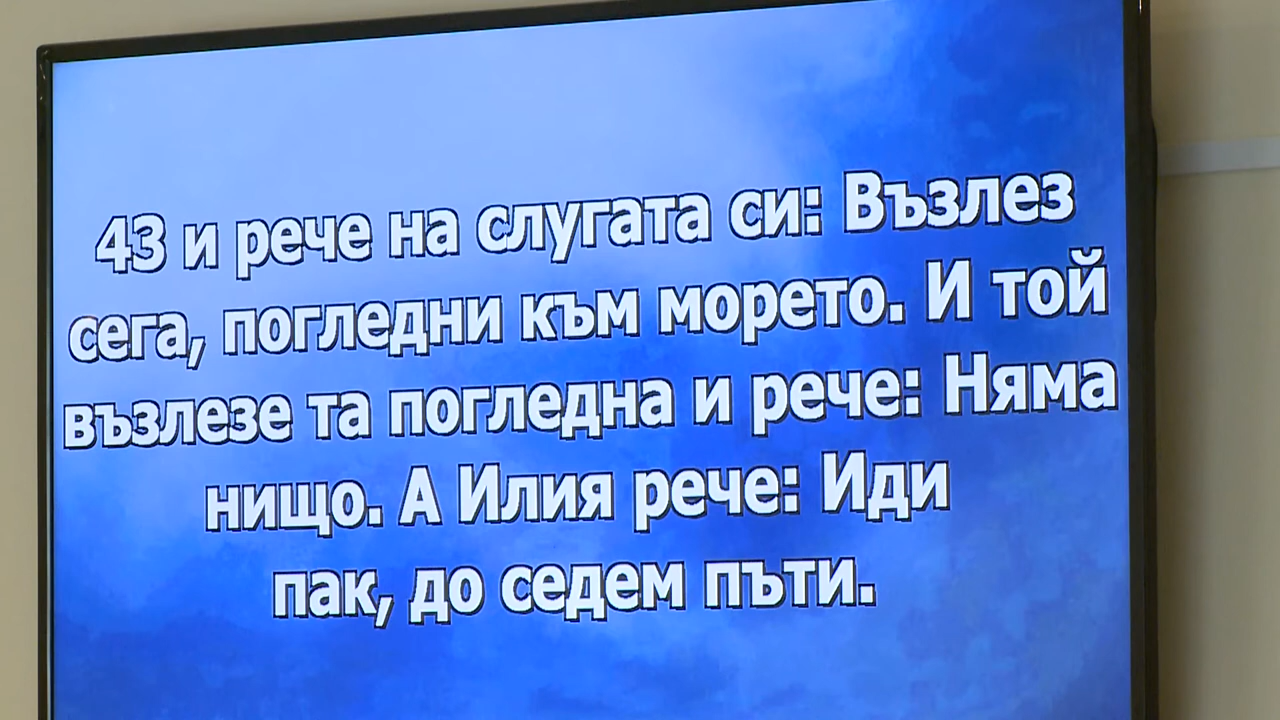 43 и рече на слугата си: Възлез
сега, погледни към морето. И той
възлезе та погледна и рече: Няма
нищо. А Илия рече: Иди
пак, до седем пъти.